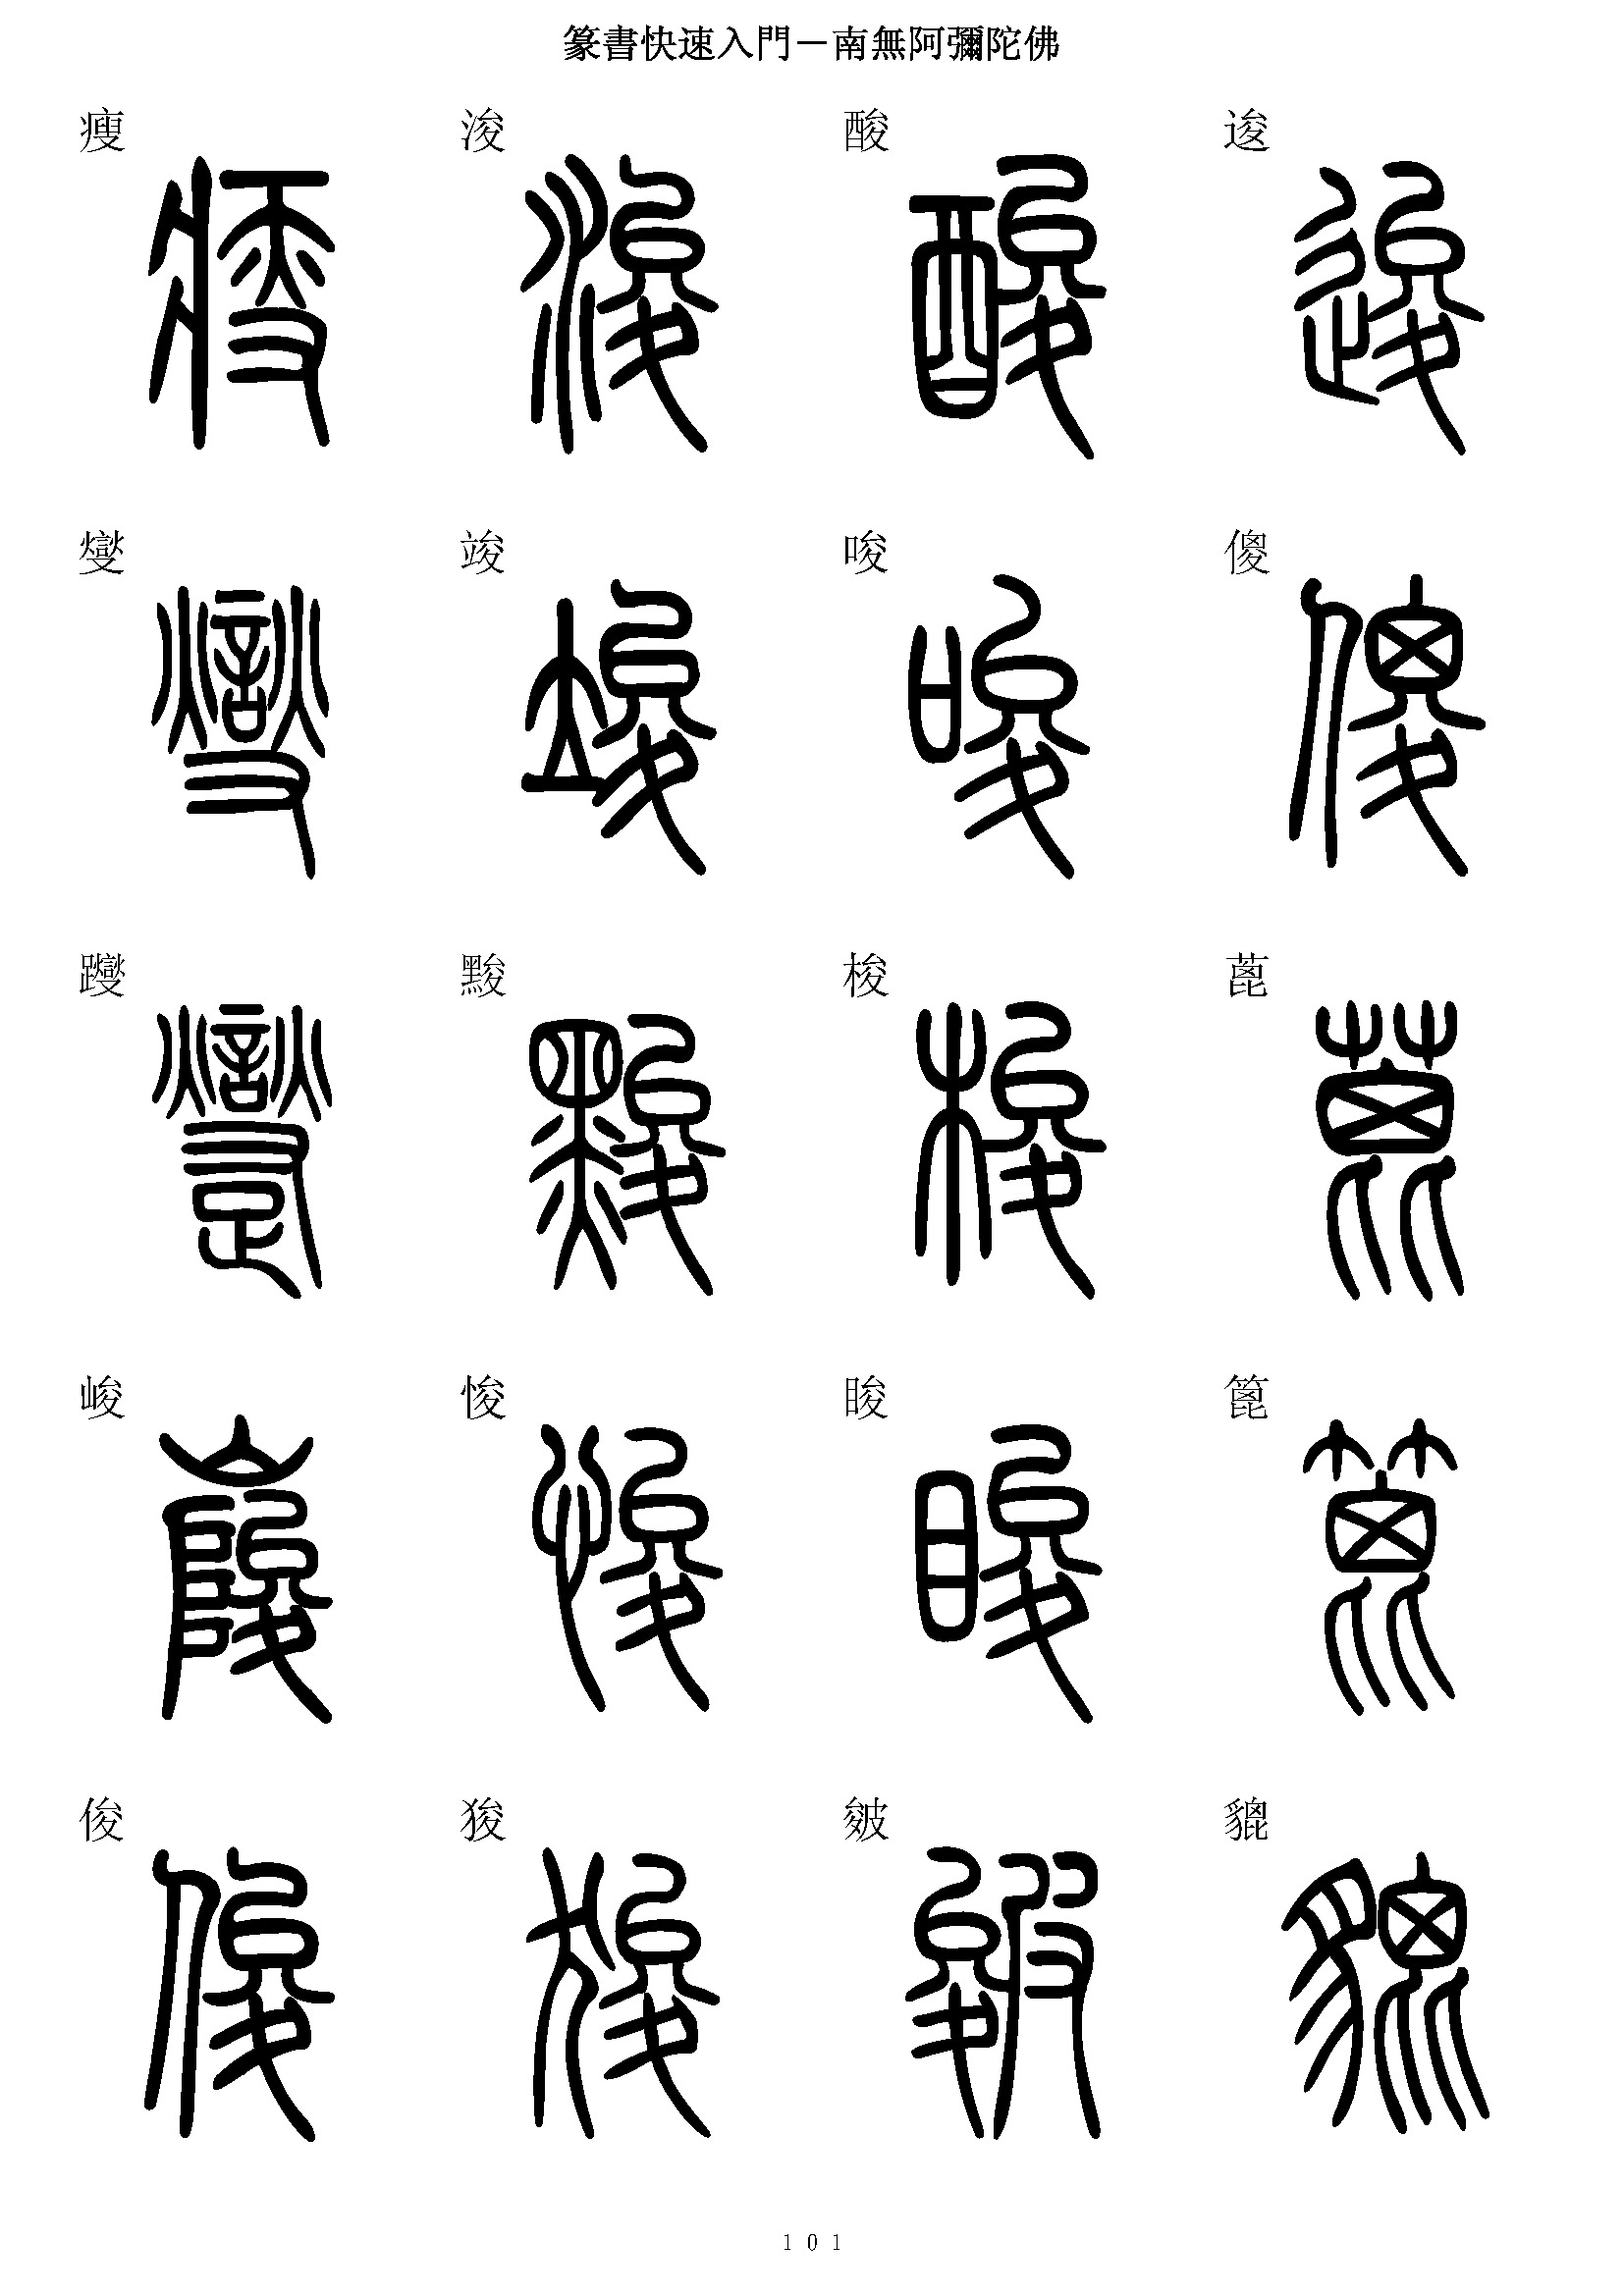 篆書快速入門－南無阿彌陀佛
瘦 浚 酸 逡
燮 竣 唆 傻
躞 黢 梭 蓖
峻 悛 睃 篦
俊 狻 皴 貔
101